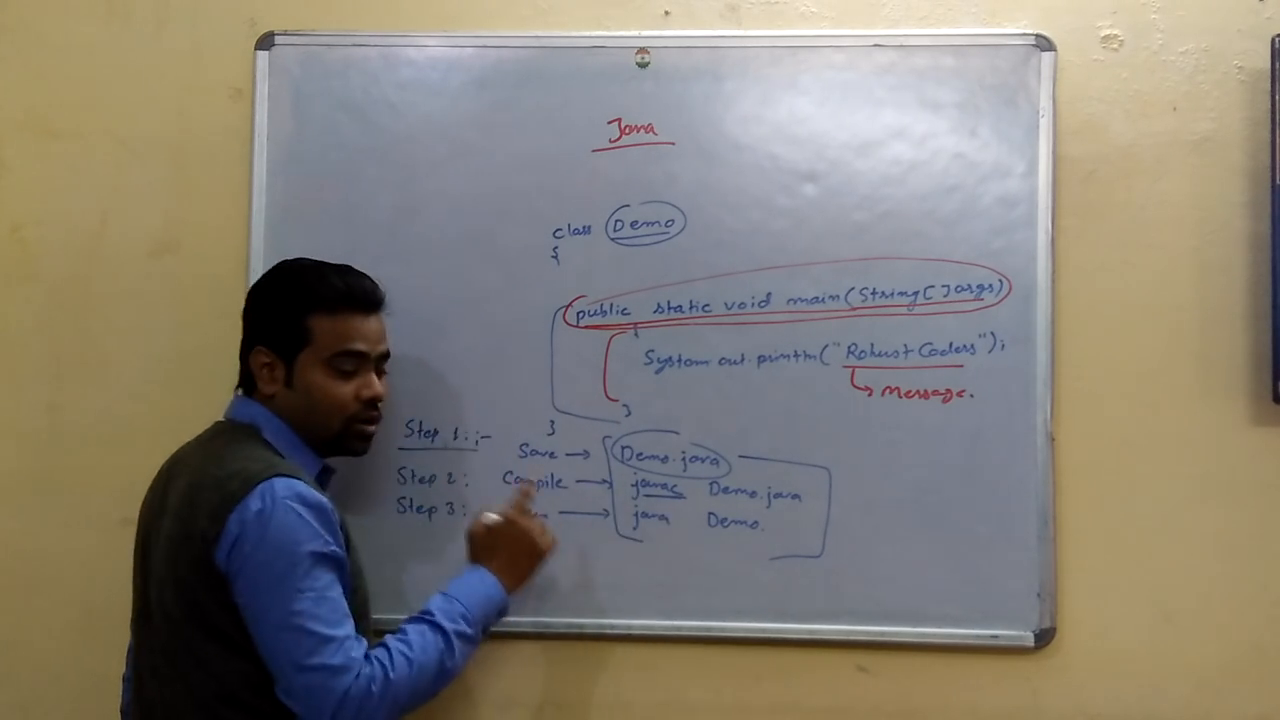 Java
class Demo
{
public static void main(String[]args)
{
System.out.println("Robust Coders");
Message.
}
}
Step 1:;-
Save → Demo.java
Step 2: Compile → javac Demo.java
Step 3: → java Demo.